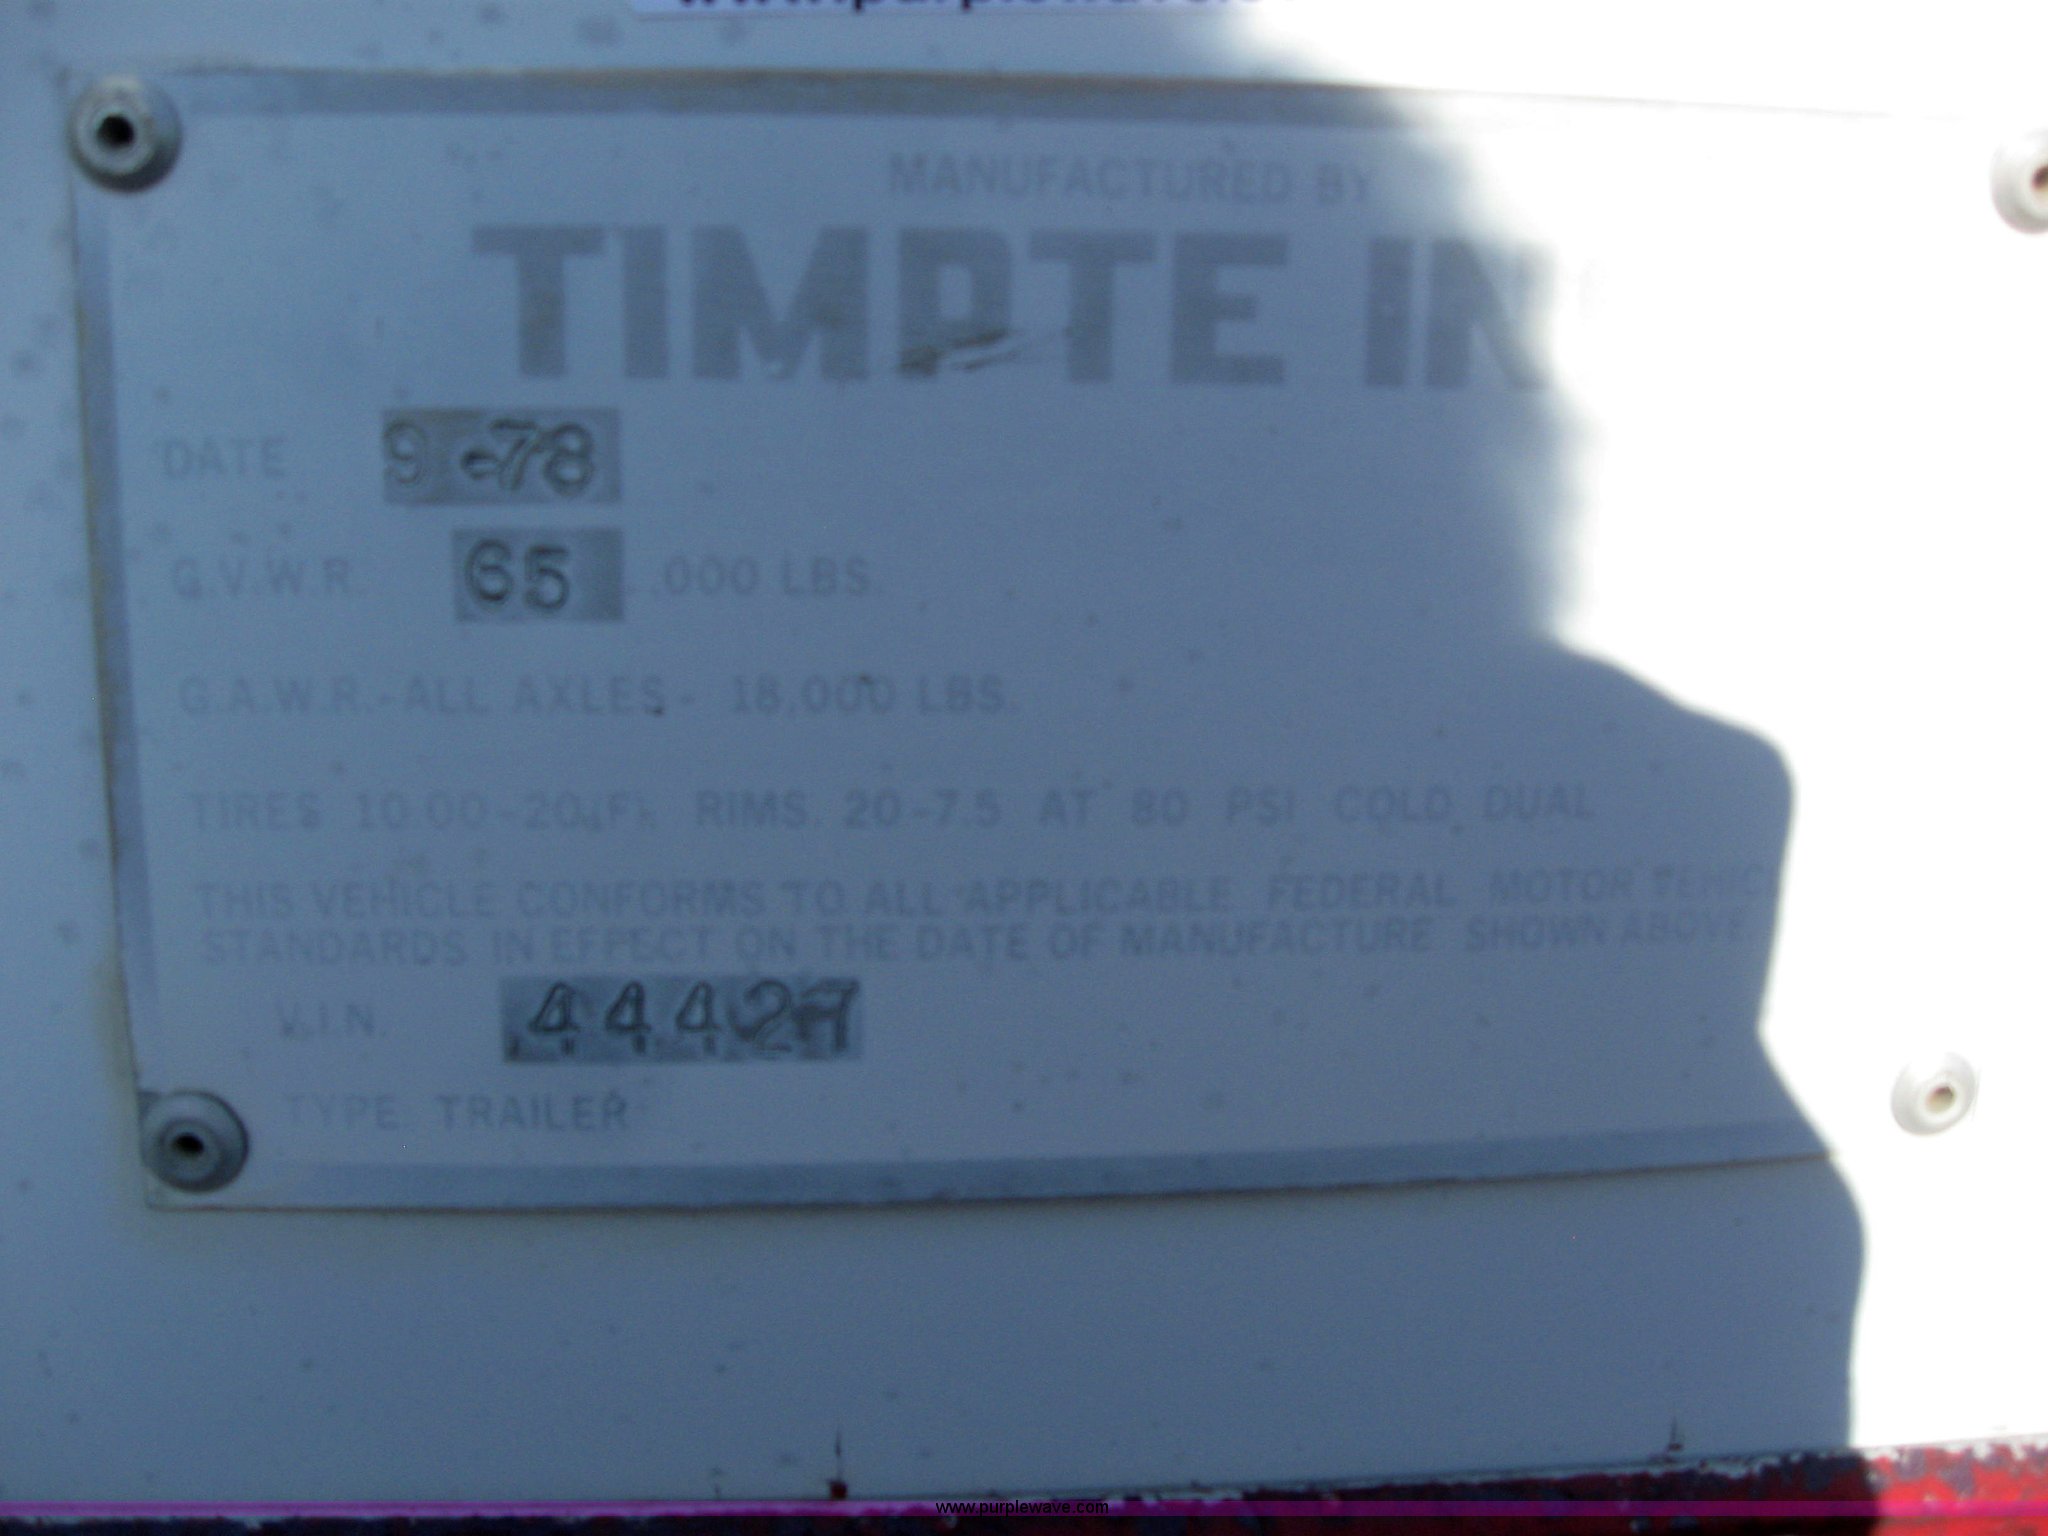 MANUFACTURED BY
TIMPTE IN
DATE 9-78
G.V.W.R. 65 ,000 LBS.
G.A.W.R.-ALL AXLES- 18,000 LBS.
TIRES 10:00-20(F), RIMS. 20-7.5 AT 80 PSI COLD DUAL
THIS VEHICLE CONFORMS TO ALL APPLICABLE FEDERAL MOTOR VEHIC
STANDARDS IN EFFECT ON THE DATE OF MANUFACTURE SHOWN ABOVE.
V.I.N. 44427
TYPE: TRAILER
www.purplewave.com